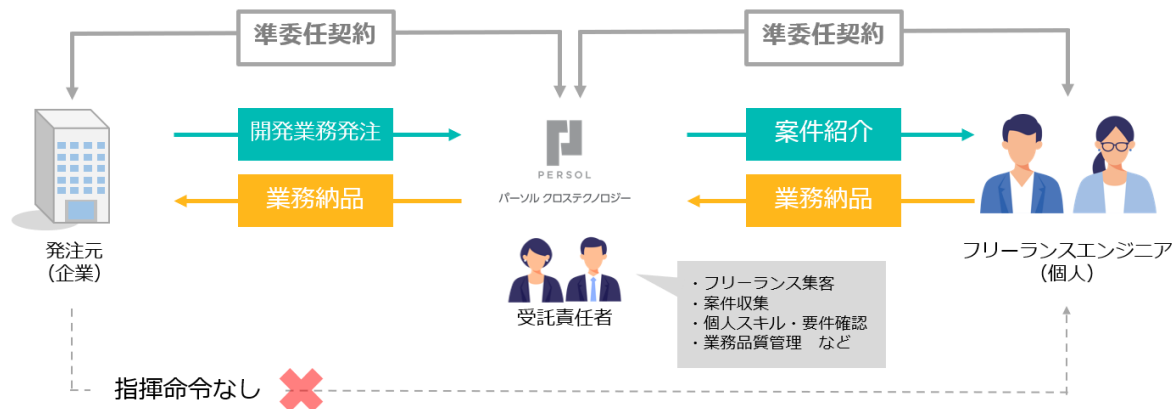 準委任契約
準委任契約
開発業務発注
案件紹介
業務納品
業務納品
PERSOL
パーソル クロステクノロジー
発注元
（企業）
フリーランスエンジニア
（個人）
受託責任者
・フリーランス集客
・案件収集
・個人スキル・要件確認
・業務品質管理　など
指揮命令なし